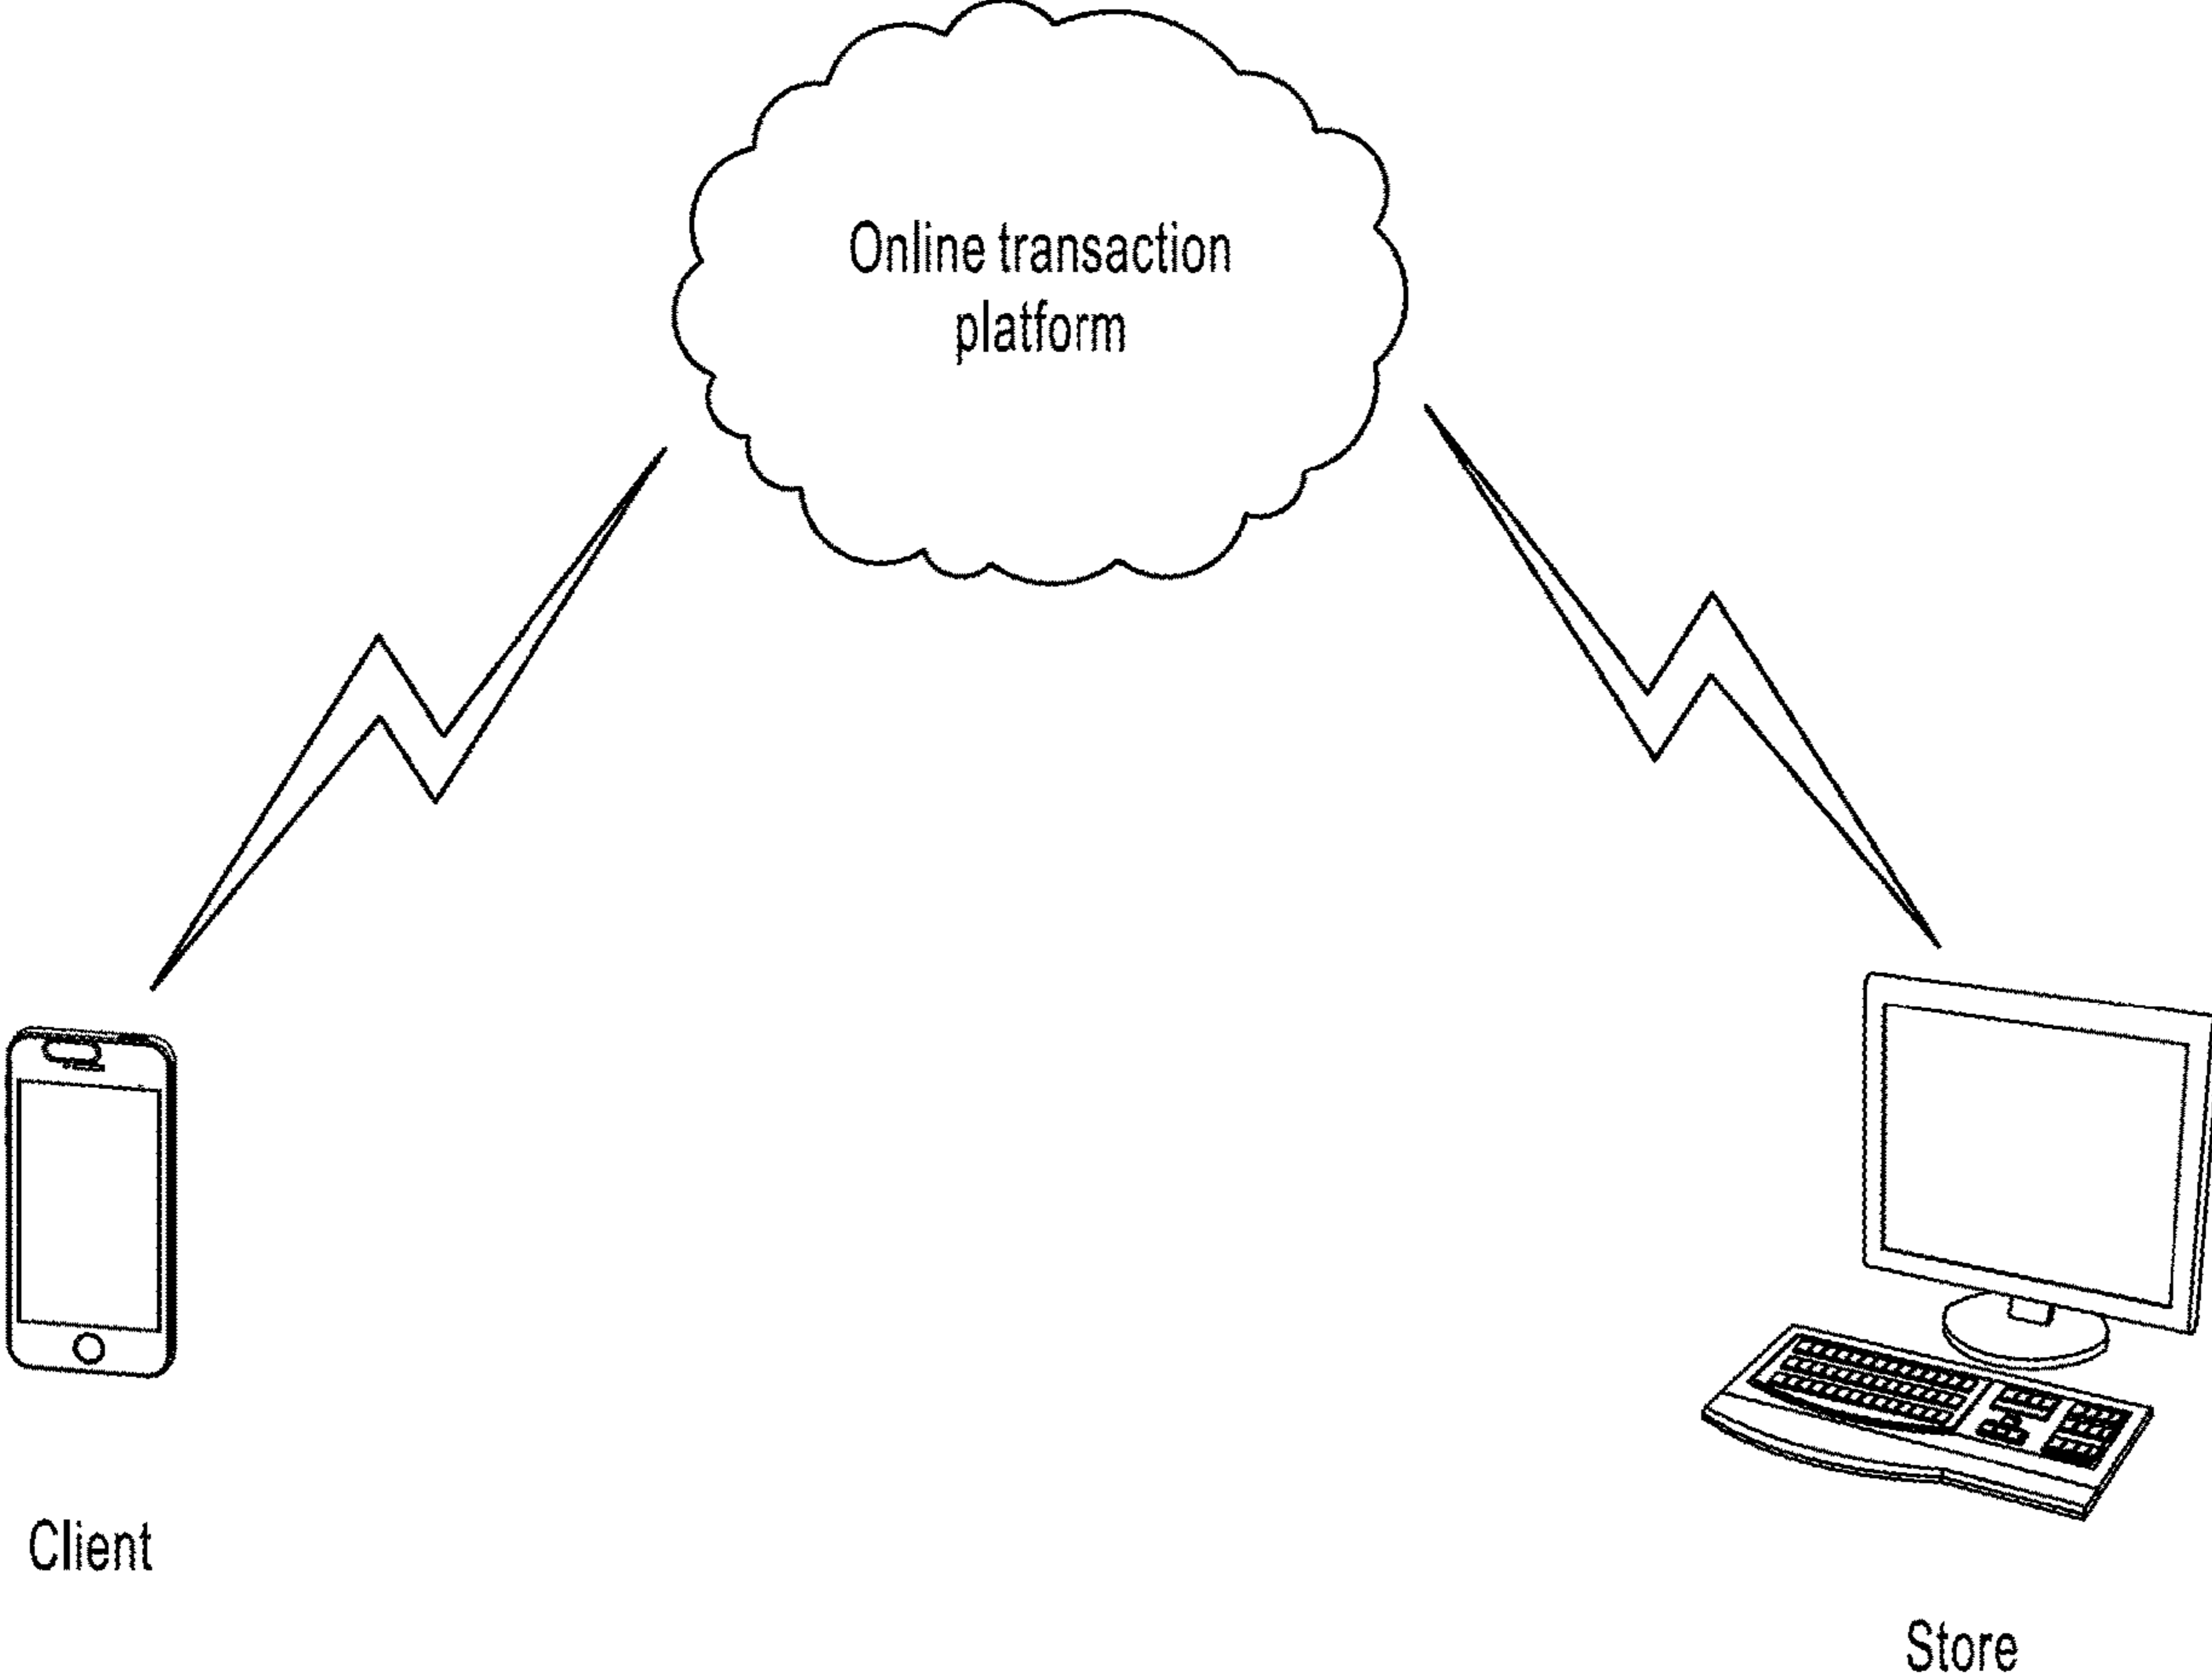 Online transaction
platform
Client
Store